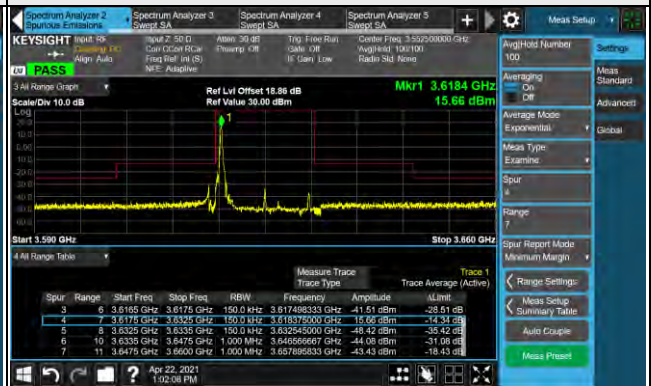 Spectrum Analyzer 2
Spurious Emissions
Spectrum Analyzer 3
Swept SA
Spectrum Analyzer 4
Swept SA
Spectrum Analyzer 5
Swept SA
Meas Setup
KEYSIGHT
Input: RF
Coupling: DC
Align: Auto
Input Z: 50 Ω
Corr CCorr RCal
Freq Ref: Int (S)
NFE: Adaptive
Atten: 30 dB
Preamp: Off
Trig: Free Run
Gate: Off
IF Gain: Low
Center Freq: 3.552500000 GHz
Avg|Hold: 100/100
Radio Std: None
LW PASS
3 All Range Graph
Ref Lvl Offset 18.86 dB
Mkr1 3.6184 GHz
Scale/Div 10.0 dB
Ref Value 30.00 dBm
15.66 dBm
Log
1
Start 3.590 GHz
Stop 3.660 GHz
4 All Range Table
Measure Trace
Trace 1
Trace Type
Trace Average (Active)
Spur Range Start Freq Stop Freq RBW Frequency Amplitude ΔLimit
3 6 3.6165 GHz 3.6175 GHz 150.0 kHz 3.617498333 GHz -41.51 dBm -28.51 dB
4 7 3.6175 GHz 3.6325 GHz 150.0 kHz 3.618375000 GHz 15.66 dBm -14.34 dB
5 8 3.6325 GHz 3.6335 GHz 150.0 kHz 3.632545000 GHz -48.42 dBm -35.42 dB
6 10 3.6335 GHz 3.6475 GHz 1.000 MHz 3.646566667 GHz -44.08 dBm -31.08 dB
7 11 3.6475 GHz 3.6600 GHz 1.000 MHz 3.657895833 GHz -43.43 dBm -18.43 dB
Apr 22, 2021
1:02:06 PM
Avg|Hold Number
100
Averaging
On
Off
Average Mode
Exponential
Meas Type
Examine
Spur
4
Range
7
Spur Report Mode
Minimum Margin
Range Settings
Meas Setup
Summary Table
Auto Couple
Meas Preset
Settings
Meas
Standard
Advanced
Global